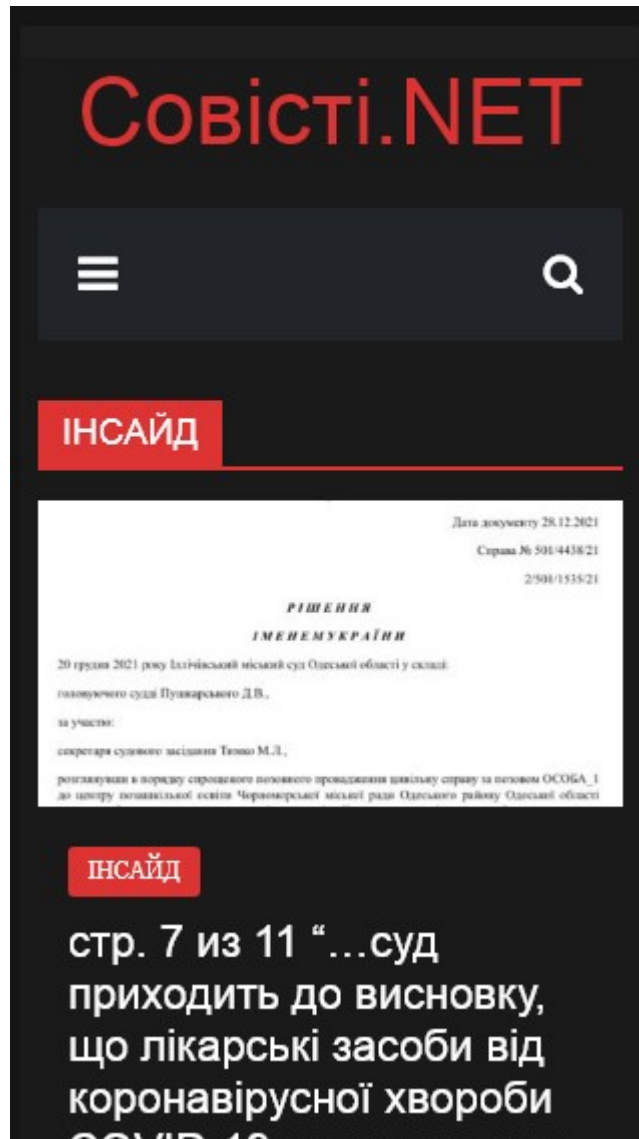 Совісті.NET
ІНСАЙД
Дата документу 28.12.2021
Справа № 501/4438/21
2/501/1535/21
РІШЕННЯ
ІМЕНЕМУКРАЇНИ
20 грудня 2021 року Іллічівський міський суд Одеської області у складі:
головуючого судді Пушкарського Д.В.,
за участю:
секретаря судового засідання Тимко М.Л.,
розглянувши в порядку спрощеного позовного провадження цивільну справу за позовом ОСОБА_1
до центру позашкільної освіти Чорноморської міської ради Одеського району Одеської області
ІНСАЙД
стр. 7 из 11 “…суд
приходить до висновку,
що лікарські засоби від
коронавірусної хвороби